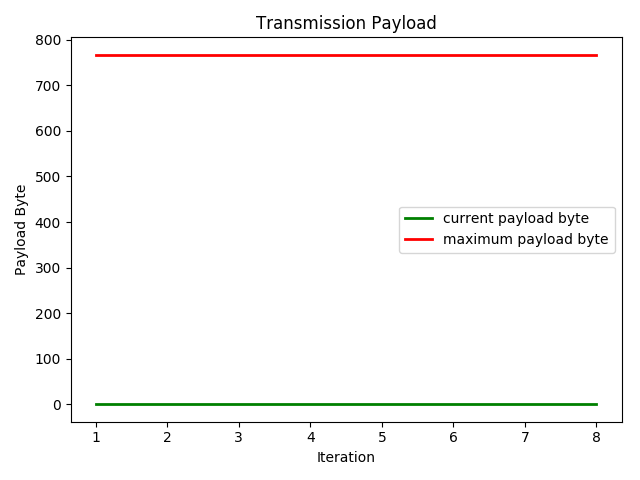 Transmission Payload
800
700
600
500
400
300
200
100
0
Payload Byte
current payload byte
maximum payload byte
1 2 3 4 5 6 7 8
Iteration